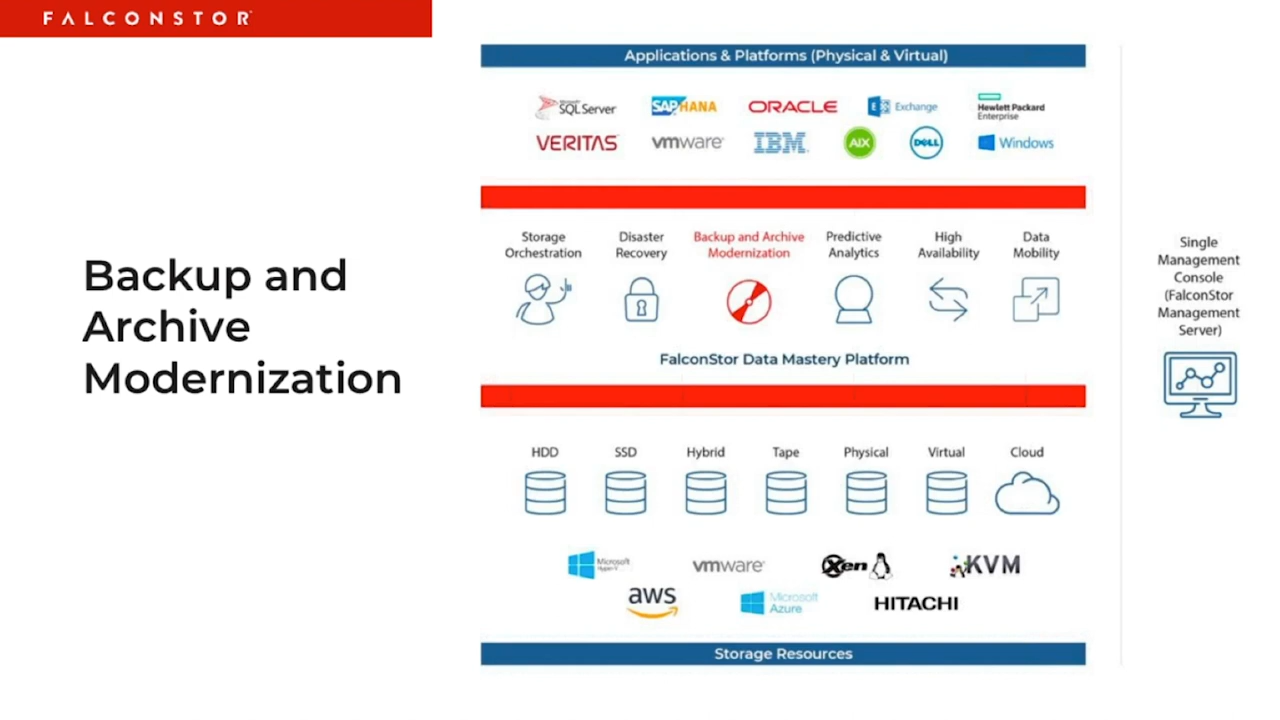 FALCONSTOR
Backup and
Archive
Modernization
Applications & Platforms (Physical & Virtual)
Microsoft
SQL Server
SAP HANA
ORACLE
Exchange
Hewlett Packard
Enterprise
VERITAS
vmware
IBM
AIX
DELL
Windows
Storage
Orchestration
Disaster
Recovery
Backup and Archive
Modernization
Predictive
Analytics
High
Availability
Data
Mobility
FalconStor Data Mastery Platform
HDD
SSD
Hybrid
Tape
Physical
Virtual
Cloud
Microsoft
Hyper-V
vmware
Xen
KVM
aws
Microsoft
Azure
HITACHI
Storage Resources
Single
Management
Console
(FalconStor
Management
Server)